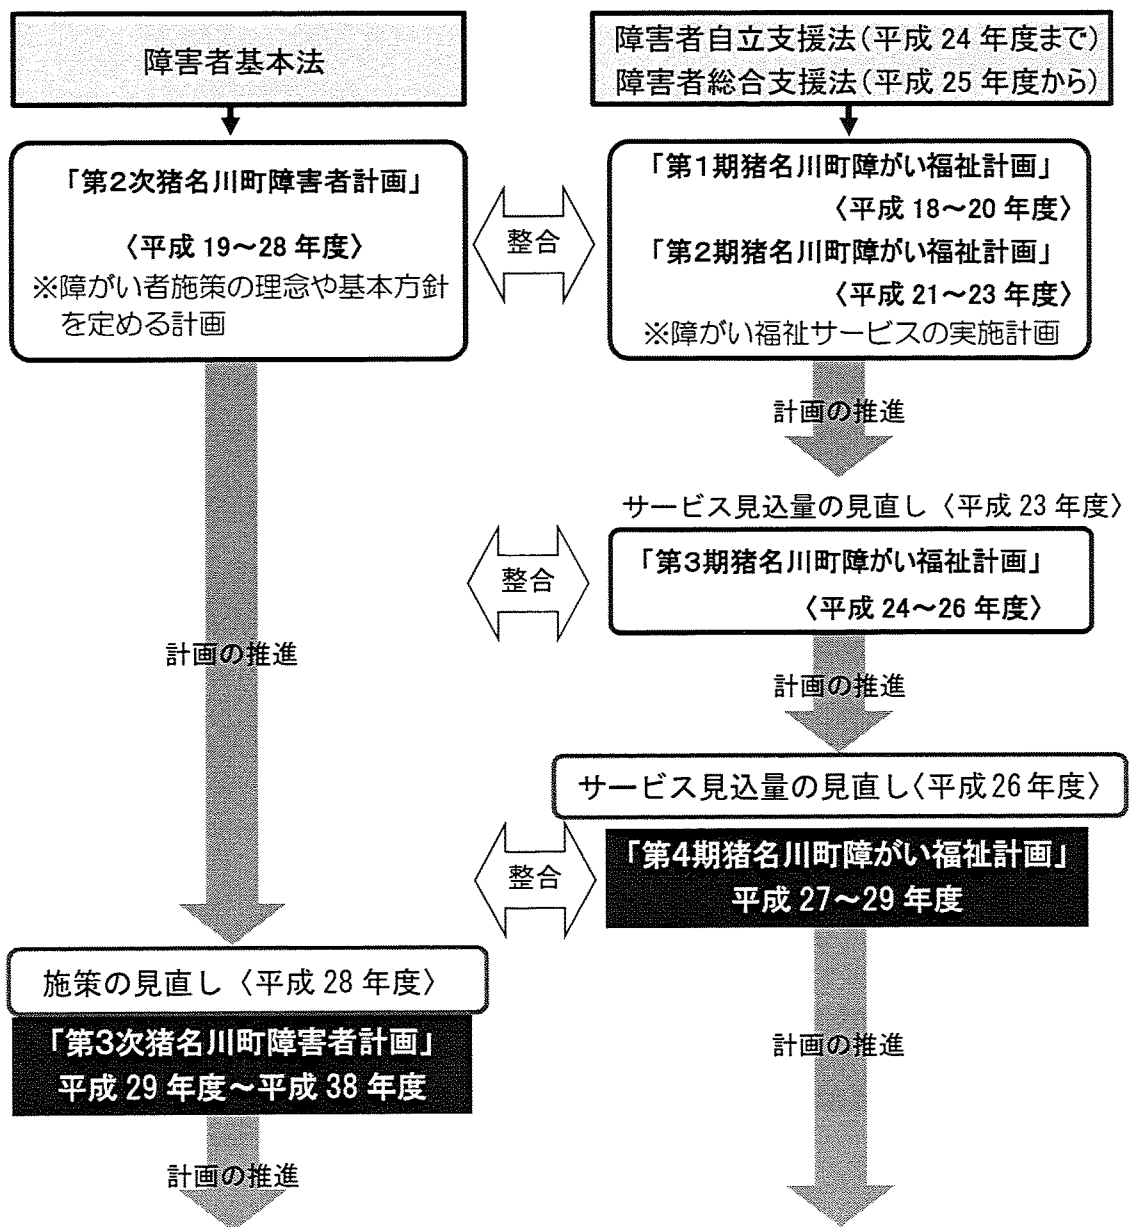 障害者基本法
障害者自立支援法(平成 24 年度まで)
障害者総合支援法(平成 25 年度から)
「第2次猪名川町障害者計画」
〈平成 19～28 年度〉
※障がい者施策の理念や基本方針
を定める計画
整合
「第1期猪名川町障がい福祉計画」
〈平成 18～20 年度〉
「第2期猪名川町障がい福祉計画」
〈平成 21～23 年度〉
※障がい福祉サービスの実施計画
計画の推進
サービス見込量の見直し〈平成 23 年度〉
整合
「第3期猪名川町障がい福祉計画」
〈平成 24～26 年度〉
計画の推進
計画の推進
サービス見込量の見直し〈平成 26 年度〉
整合
「第4期猪名川町障がい福祉計画」
平成 27～29 年度
施策の見直し〈平成 28 年度〉
「第3次猪名川町障害者計画」
平成 29 年度～平成 38 年度
計画の推進
計画の推進